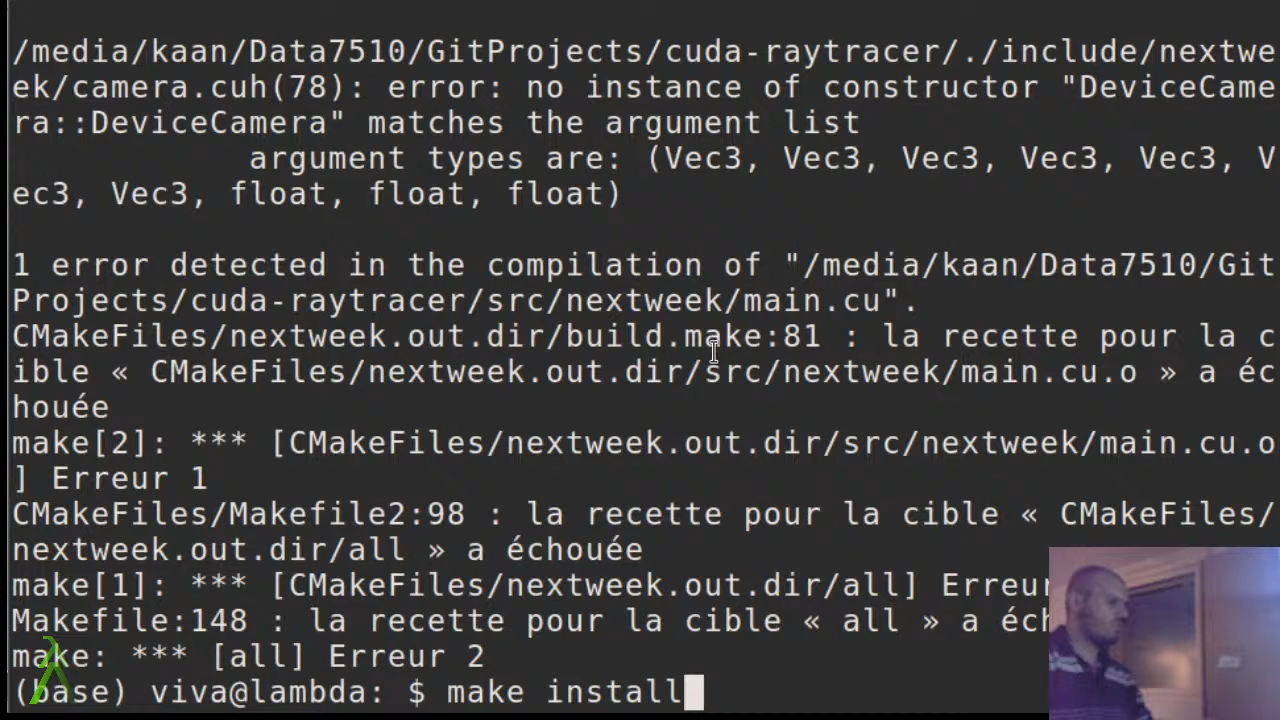 /media/kaan/Data7510/GitProjects/cuda-raytracer/./include/nextwe
ek/camera.cuh(78): error: no instance of constructor "DeviceCame
ra::DeviceCamera" matches the argument list
            argument types are: (Vec3, Vec3, Vec3, Vec3, Vec3, V
ec3, Vec3, float, float, float)
1 error detected in the compilation of "/media/kaan/Data7510/Git
Projects/cuda-raytracer/src/nextweek/main.cu".
CMakeFiles/nextweek.out.dir/build.make:81 : la recette pour la c
ible « CMakeFiles/nextweek.out.dir/src/nextweek/main.cu.o » a éc
houée
make[2]: *** [CMakeFiles/nextweek.out.dir/src/nextweek/main.cu.o
] Erreur 1
CMakeFiles/Makefile2:98 : la recette pour la cible « CMakeFiles/
nextweek.out.dir/all » a échouée
make[1]: *** [CMakeFiles/nextweek.out.dir/all] Erreur
Makefile:148 : la recette pour la cible « all » a éch
make: *** [all] Erreur 2
(base) viva@lambda: $ make install